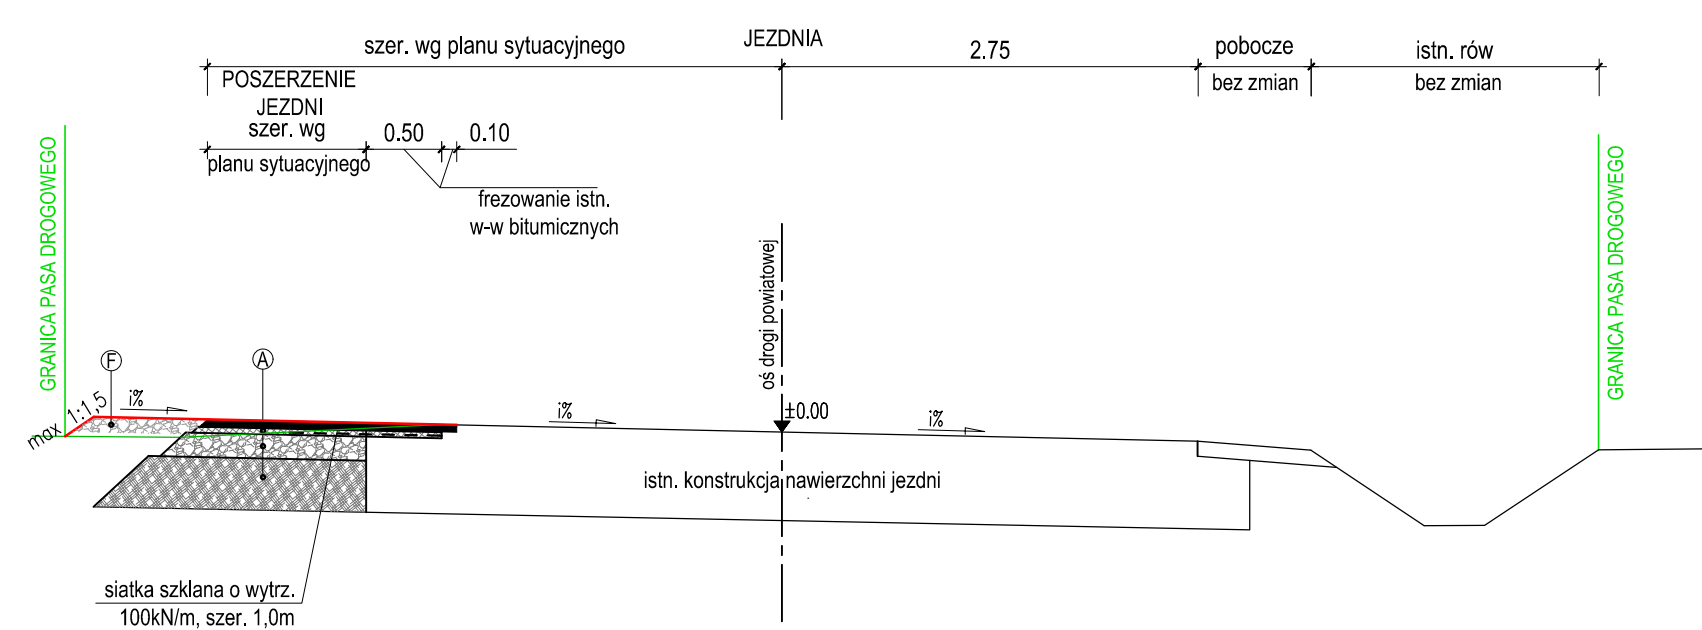 szer. wg planu sytuacyjnego
JEZDNIA
2.75
pobocze
bez zmian
istn. rów
bez zmian
POSZERZENIE
JEZDNI
szer. wg
planu sytuacyjnego
0.50
0.10
frezowanie istn.
w-w bitumicznych
GRANICA PASA DROGOWEGO
oś drogi powiatowej
GRANICA PASA DROGOWEGO
F
A
max 1:1,5
i%
i%
±0.00
i%
istn. konstrukcja nawierzchni jezdni
siatka szklana o wytrz.
100kN/m, szer. 1,0m